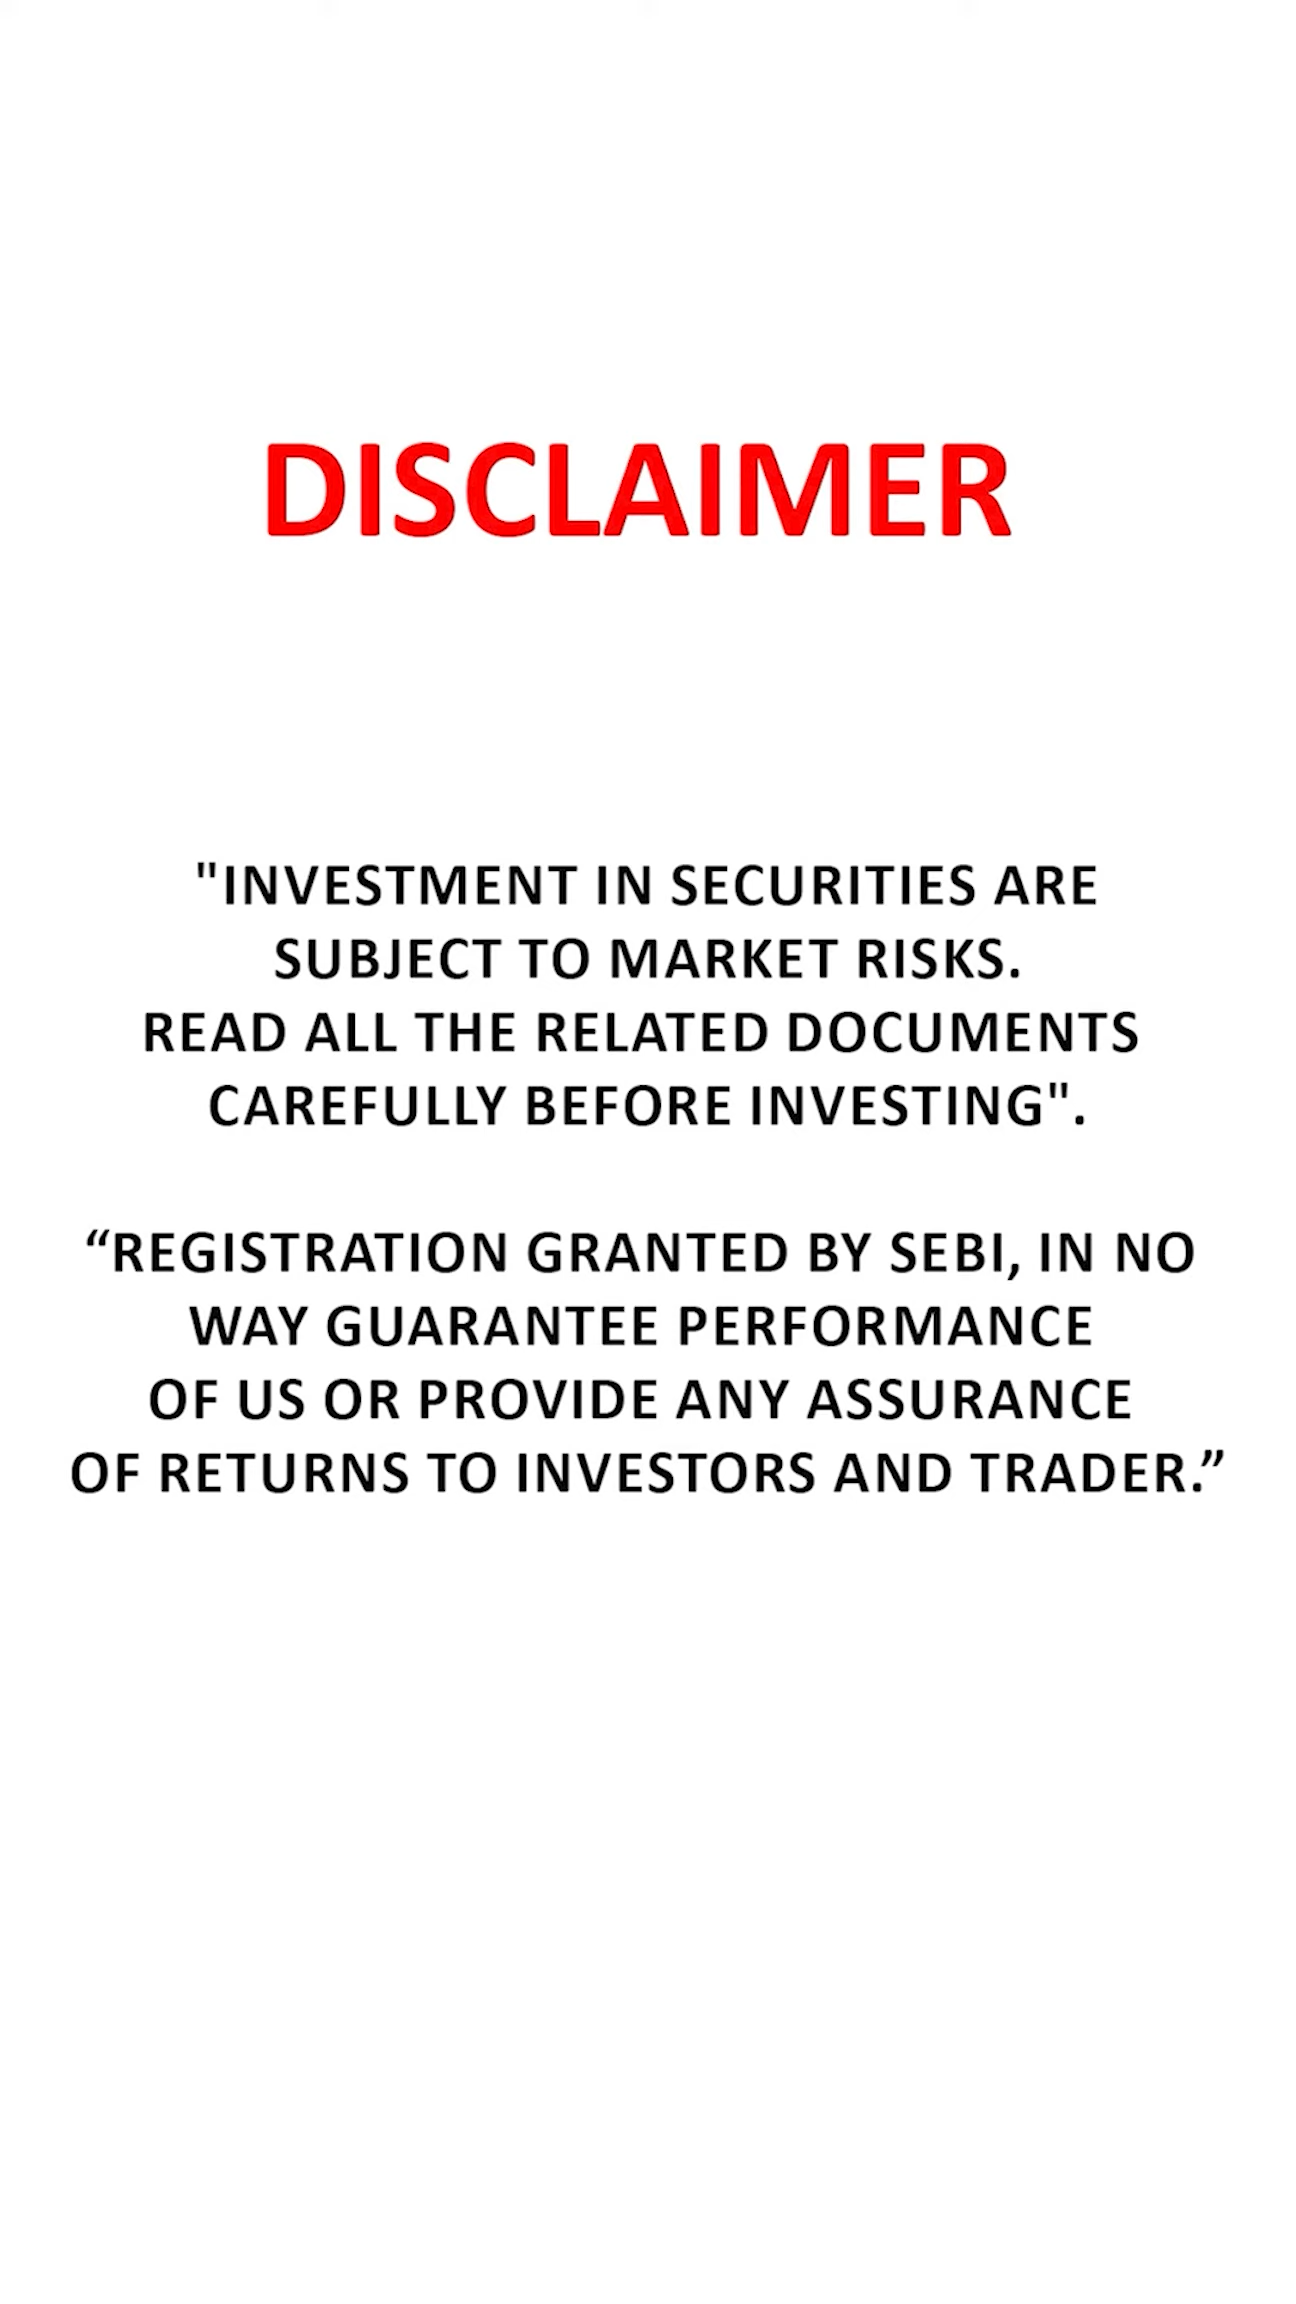 DISCLAIMER
"INVESTMENT IN SECURITIES ARE
SUBJECT TO MARKET RISKS.
READ ALL THE RELATED DOCUMENTS
CAREFULLY BEFORE INVESTING".
“REGISTRATION GRANTED BY SEBI, IN NO
WAY GUARANTEE PERFORMANCE
OF US OR PROVIDE ANY ASSURANCE
OF RETURNS TO INVESTORS AND TRADER.”